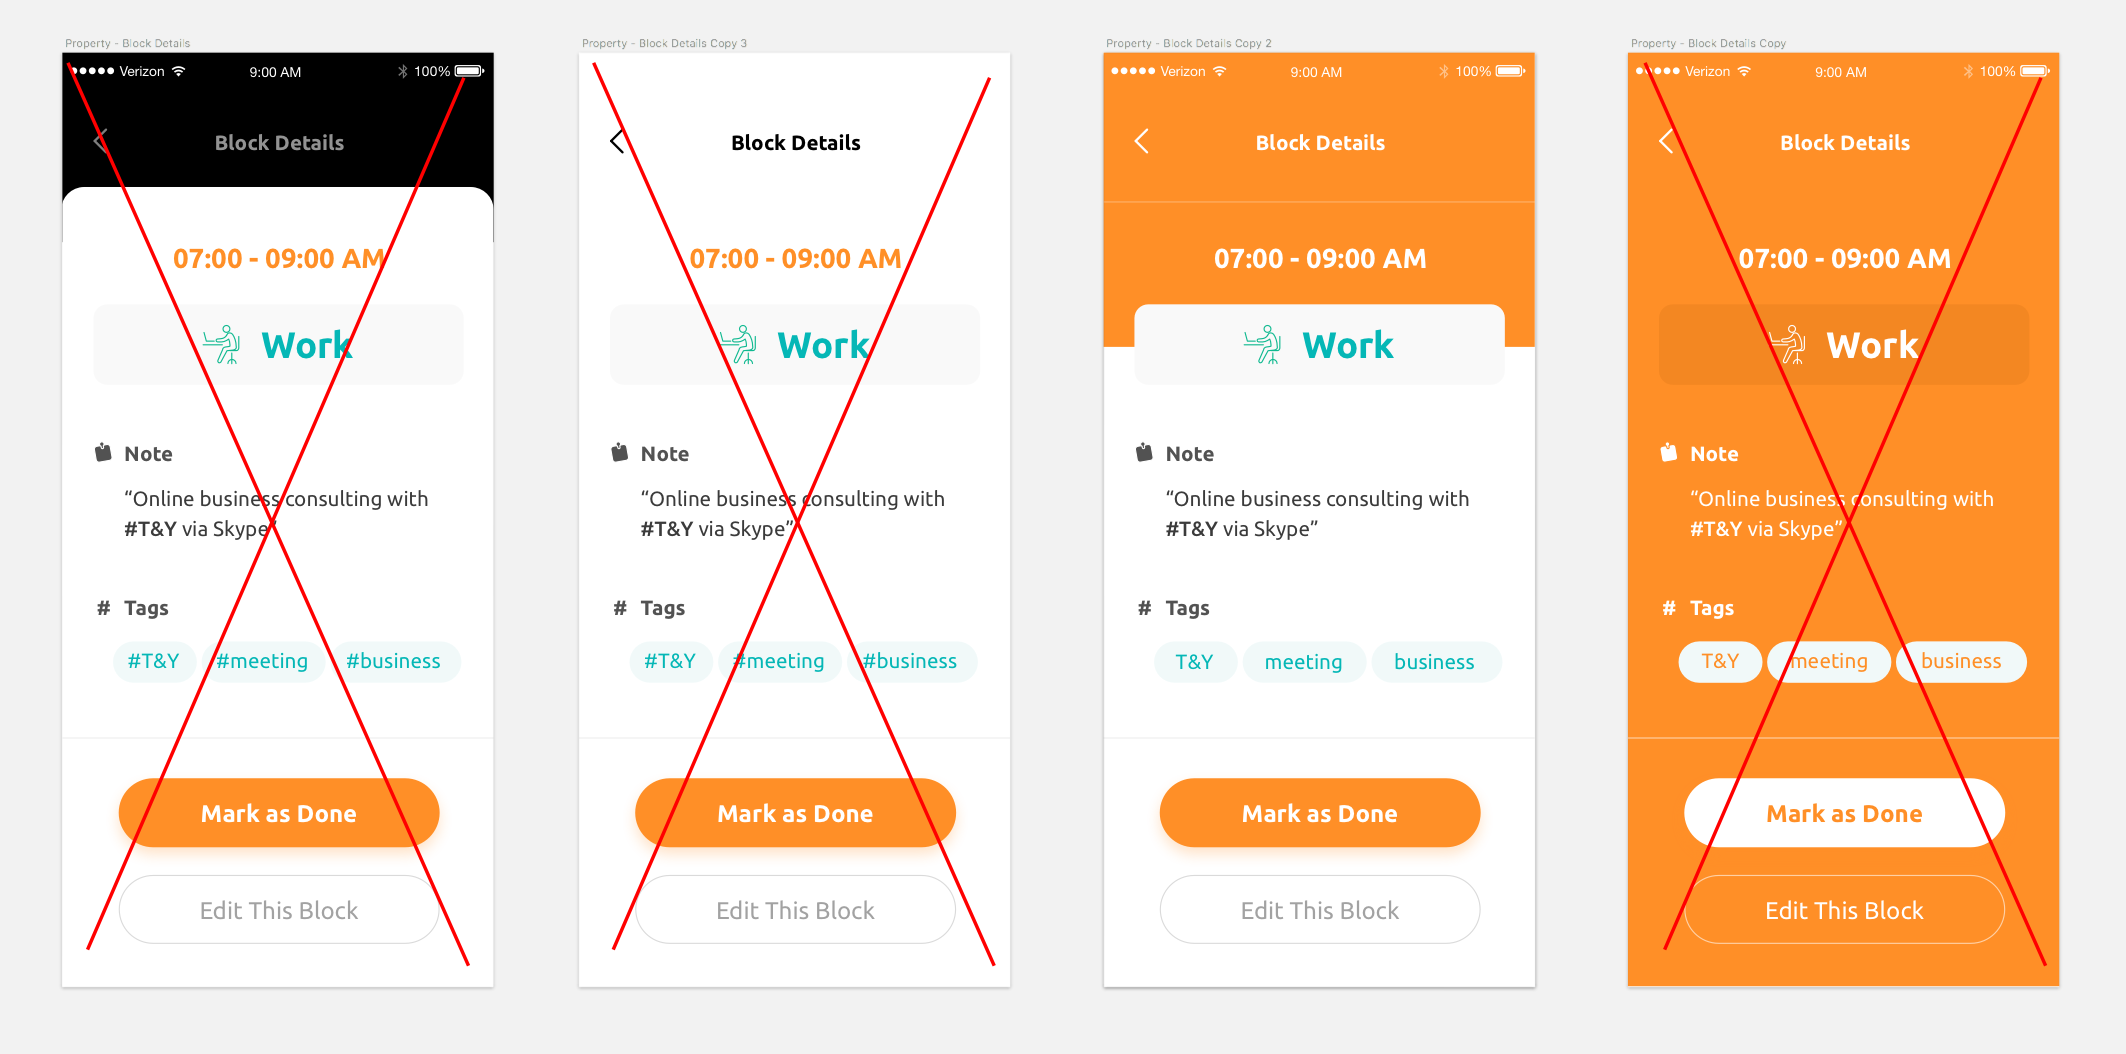 Property - Block Details
Verizon 9:00 AM 100%
Block Details
07:00 - 09:00 AM
Work
Note
“Online business consulting with
#T&Y via Skype”
# Tags
#T&Y #meeting #business
Mark as Done
Edit This Block
Property - Block Details Copy 3
Block Details
07:00 - 09:00 AM
Work
Note
“Online business consulting with
#T&Y via Skype”
# Tags
#T&Y #meeting #business
Mark as Done
Edit This Block
Property - Block Details Copy 2
Verizon 9:00 AM 100%
Block Details
07:00 - 09:00 AM
Work
Note
“Online business consulting with
#T&Y via Skype”
# Tags
T&Y meeting business
Mark as Done
Edit This Block
Property - Block Details Copy
Verizon 9:00 AM 100%
Block Details
07:00 - 09:00 AM
Work
Note
“Online business consulting with
#T&Y via Skype”
# Tags
T&Y meeting business
Mark as Done
Edit This Block